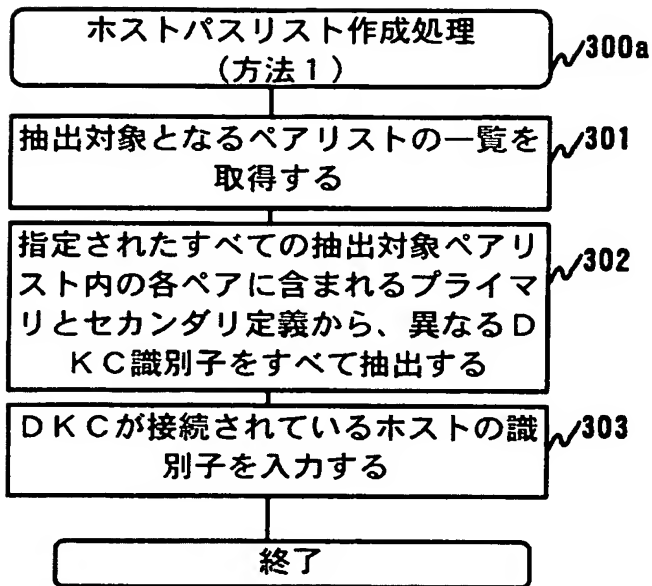 ホストパスリスト作成処理
(方法1)
300a
抽出対象となるペアリストの一覧を
取得する
301
指定されたすべての抽出対象ペアリ
スト内の各ペアに含まれるプライマ
リとセカンダリ定義から、異なるD
KC識別子をすべて抽出する
302
DKCが接続されているホストの識
別子を入力する
303
終了